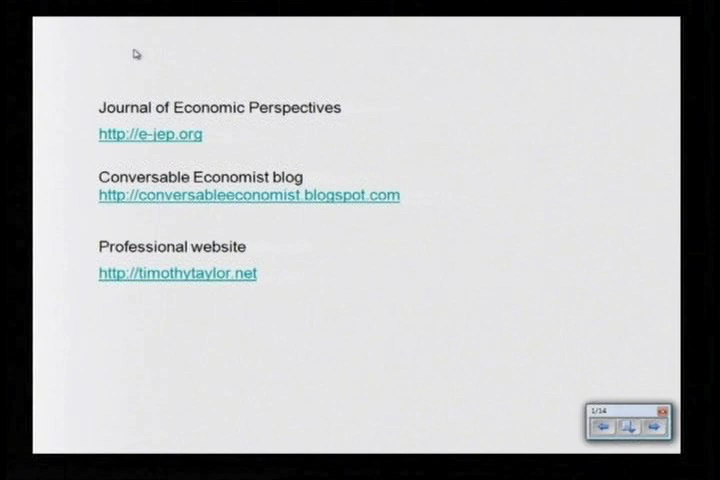 Journal of Economic Perspectives
http://e-jep.org
Conversable Economist blog
http://conversableeconomist.blogspot.com
Professional website
http://timothytaylor.net
1/14